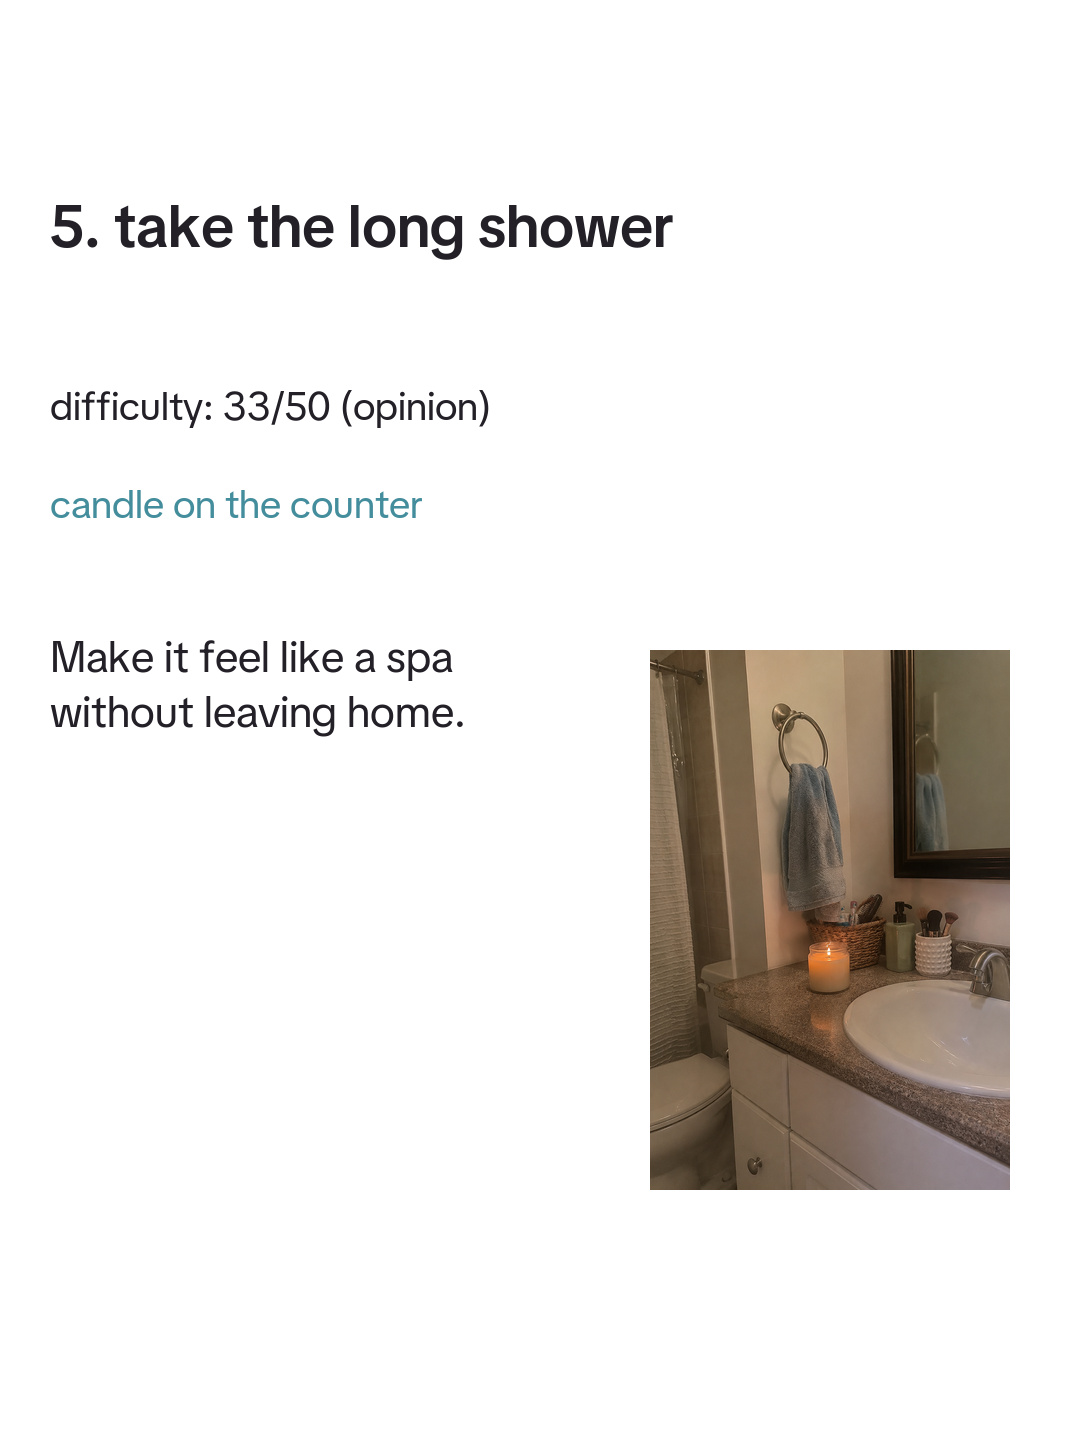 5. take the long shower
difficulty: 33/50 (opinion)
candle on the counter
Make it feel like a spa
without leaving home.